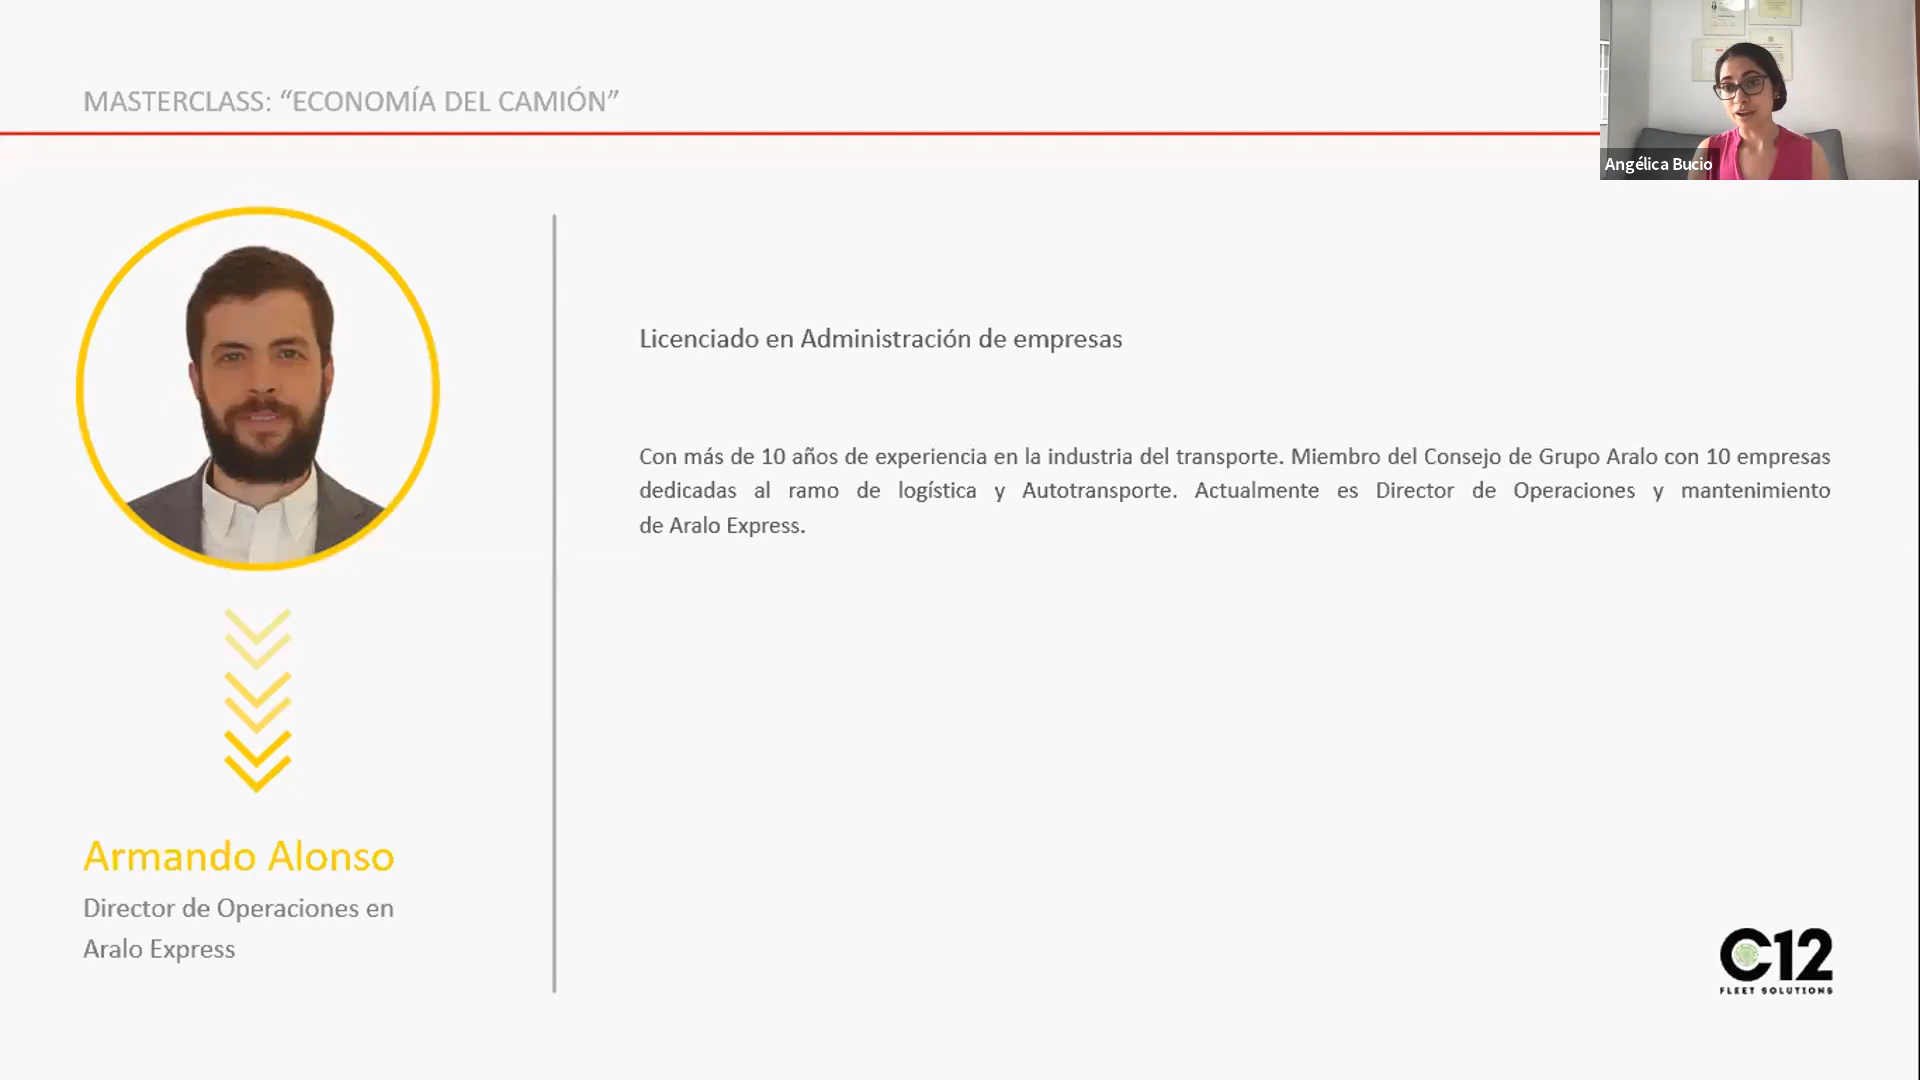 MASTERCLASS: “ECONOMÍA DEL CAMIÓN”
Angélica Bucio
Licenciado en Administración de empresas
Con más de 10 años de experiencia en la industria del transporte. Miembro del Consejo de Grupo Aralo con 10 empresas
dedicadas al ramo de logística y Autotransporte. Actualmente es Director de Operaciones y mantenimiento
de Aralo Express.
Armando Alonso
Director de Operaciones en
Aralo Express
C12
FLEET SOLUTIONS